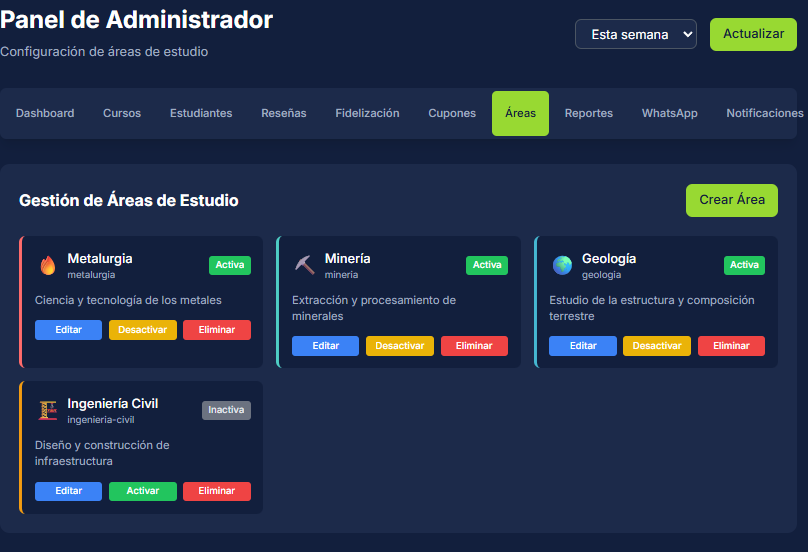 Panel de Administrador
Configuración de áreas de estudio
Esta semana
Actualizar
Dashboard Cursos Estudiantes Reseñas Fidelización Cupones Áreas Reportes WhatsApp Notificaciones
Gestión de Áreas de Estudio
Crear Área
Metalurgia
metalurgia
Activa
Ciencia y tecnología de los metales
Editar Desactivar Eliminar
Minería
mineria
Activa
Extracción y procesamiento de
minerales
Editar Desactivar Eliminar
Geología
geologia
Activa
Estudio de la estructura y composición
terrestre
Editar Desactivar Eliminar
Ingeniería Civil
ingenieria-civil
Inactiva
Diseño y construcción de
infraestructura
Editar Activar Eliminar